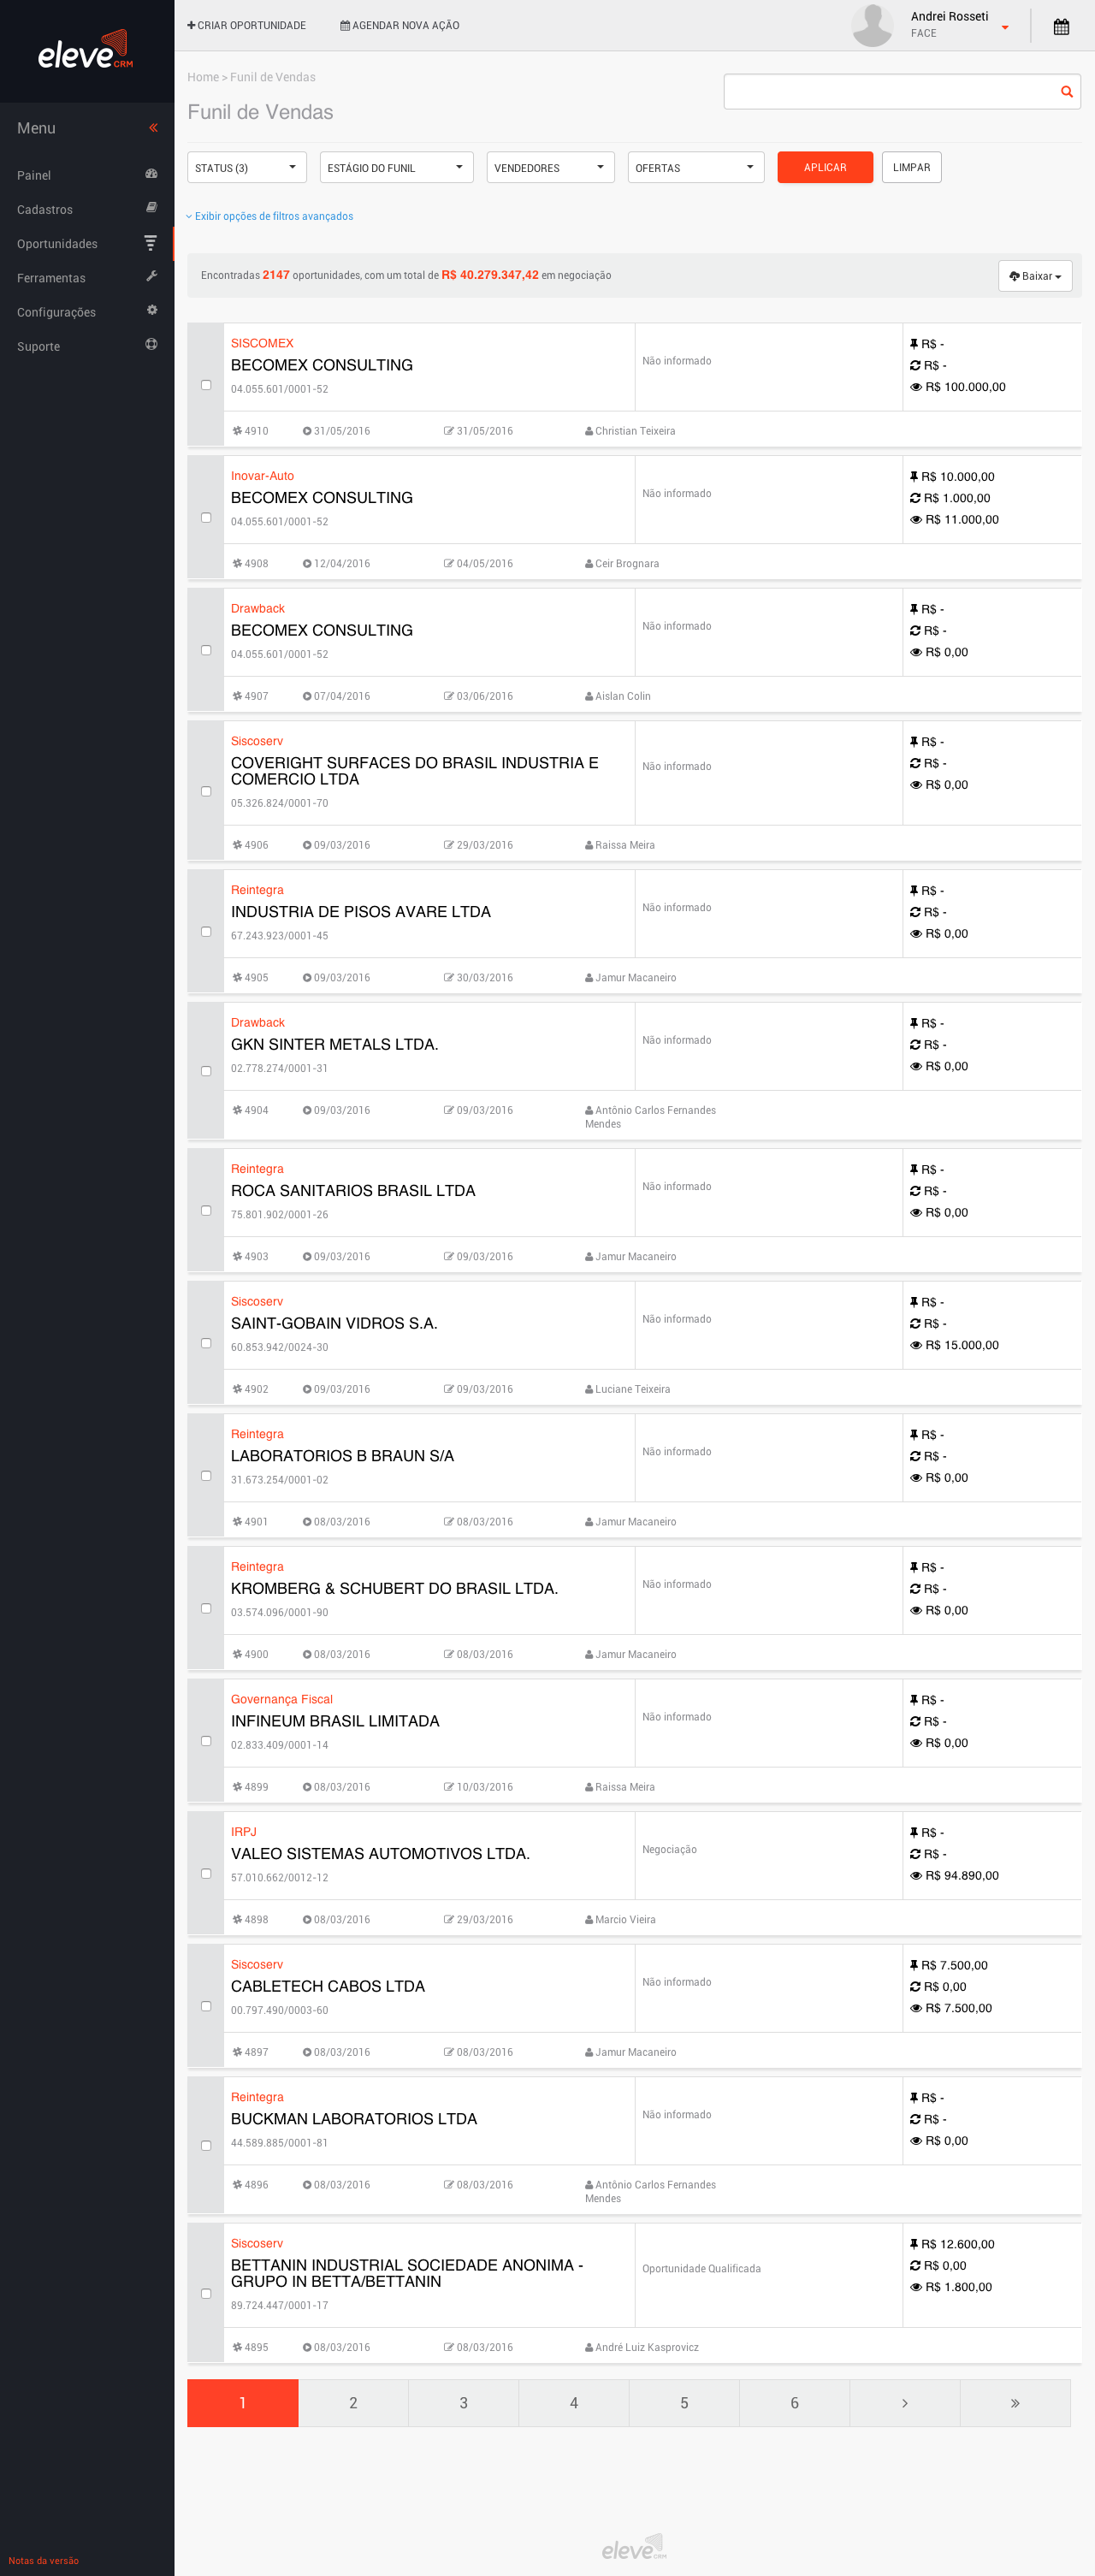 eleve CRM
CRIAR OPORTUNIDADE
AGENDAR NOVA AÇÃO
Andrei Rosseti
FACE
Menu
Painel
Cadastros
Oportunidades
Ferramentas
Configurações
Suporte
Home > Funil de Vendas
Funil de Vendas
STATUS (3)
ESTÁGIO DO FUNIL
VENDEDORES
OFERTAS
APLICAR
LIMPAR
Exibir opções de filtros avançados
Encontradas 2147 oportunidades, com um total de R$ 40.279.347,42 em negociação
Baixar
SISCOMEX
BECOMEX CONSULTING
04.055.601/0001-52
Não informado
R$ -
R$ -
R$ 100.000,00
4910 31/05/2016 31/05/2016 Christian Teixeira
Inovar-Auto
BECOMEX CONSULTING
04.055.601/0001-52
Não informado
R$ 10.000,00
R$ 1.000,00
R$ 11.000,00
4908 12/04/2016 04/05/2016 Ceir Brognara
Drawback
BECOMEX CONSULTING
04.055.601/0001-52
Não informado
R$ -
R$ -
R$ 0,00
4907 07/04/2016 03/06/2016 Aislan Colin
Siscoserv
COVERIGHT SURFACES DO BRASIL INDUSTRIA E
COMERCIO LTDA
05.326.824/0001-70
Não informado
R$ -
R$ -
R$ 0,00
4906 09/03/2016 29/03/2016 Raissa Meira
Reintegra
INDUSTRIA DE PISOS AVARE LTDA
67.243.923/0001-45
Não informado
R$ -
R$ -
R$ 0,00
4905 09/03/2016 30/03/2016 Jamur Macaneiro
Drawback
GKN SINTER METALS LTDA.
02.778.274/0001-31
Não informado
R$ -
R$ -
R$ 0,00
4904 09/03/2016 09/03/2016 Antônio Carlos Fernandes
Mendes
Reintegra
ROCA SANITARIOS BRASIL LTDA
75.801.902/0001-26
Não informado
R$ -
R$ -
R$ 0,00
4903 09/03/2016 09/03/2016 Jamur Macaneiro
Siscoserv
SAINT-GOBAIN VIDROS S.A.
60.853.942/0024-30
Não informado
R$ -
R$ -
R$ 15.000,00
4902 09/03/2016 09/03/2016 Luciane Teixeira
Reintegra
LABORATORIOS B BRAUN S/A
31.673.254/0001-02
Não informado
R$ -
R$ -
R$ 0,00
4901 08/03/2016 08/03/2016 Jamur Macaneiro
Reintegra
KROMBERG & SCHUBERT DO BRASIL LTDA.
03.574.096/0001-90
Não informado
R$ -
R$ -
R$ 0,00
4900 08/03/2016 08/03/2016 Jamur Macaneiro
Governança Fiscal
INFINEUM BRASIL LIMITADA
02.833.409/0001-14
Não informado
R$ -
R$ -
R$ 0,00
4899 08/03/2016 10/03/2016 Raissa Meira
IRPJ
VALEO SISTEMAS AUTOMOTIVOS LTDA.
57.010.662/0012-12
Negociação
R$ -
R$ -
R$ 94.890,00
4898 08/03/2016 29/03/2016 Marcio Vieira
Siscoserv
CABLETECH CABOS LTDA
00.797.490/0003-60
Não informado
R$ 7.500,00
R$ 0,00
R$ 7.500,00
4897 08/03/2016 08/03/2016 Jamur Macaneiro
Reintegra
BUCKMAN LABORATORIOS LTDA
44.589.885/0001-81
Não informado
R$ -
R$ -
R$ 0,00
4896 08/03/2016 08/03/2016 Antônio Carlos Fernandes
Mendes
Siscoserv
BETTANIN INDUSTRIAL SOCIEDADE ANONIMA -
GRUPO IN BETTA/BETTANIN
89.724.447/0001-17
Oportunidade Qualificada
R$ 12.600,00
R$ 0,00
R$ 1.800,00
4895 08/03/2016 08/03/2016 André Luiz Kasprovicz
1 2 3 4 5 6 › »
Notas da versão
eleve CRM